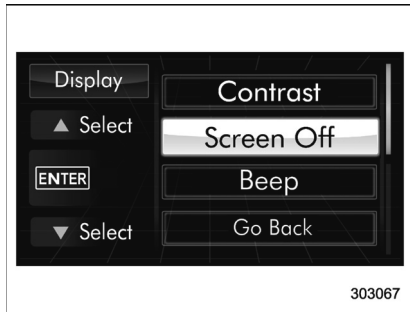 Display
▲ Select
ENTER
▼ Select
Contrast
Screen Off
Beep
Go Back
303067